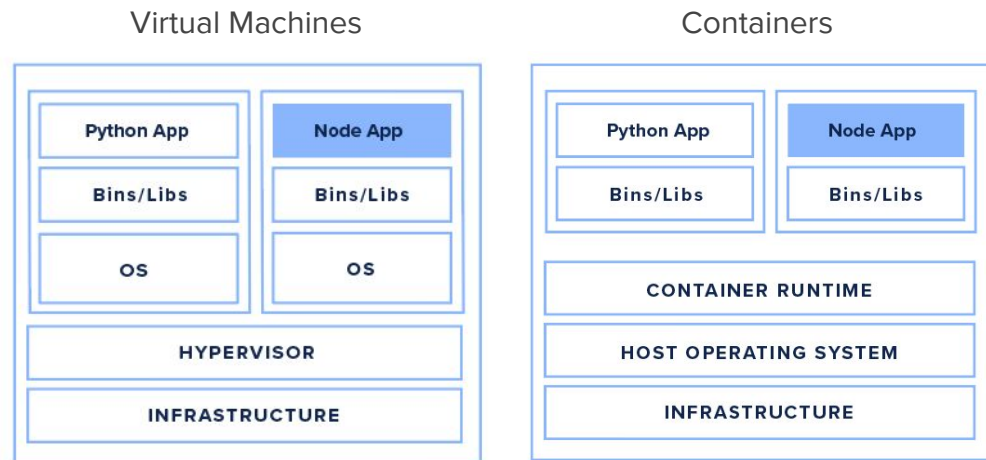 Virtual Machines
Python App
Node App
Bins/Libs
Bins/Libs
OS
OS
HYPERVISOR
INFRASTRUCTURE
Containers
Python App
Node App
Bins/Libs
Bins/Libs
CONTAINER RUNTIME
HOST OPERATING SYSTEM
INFRASTRUCTURE